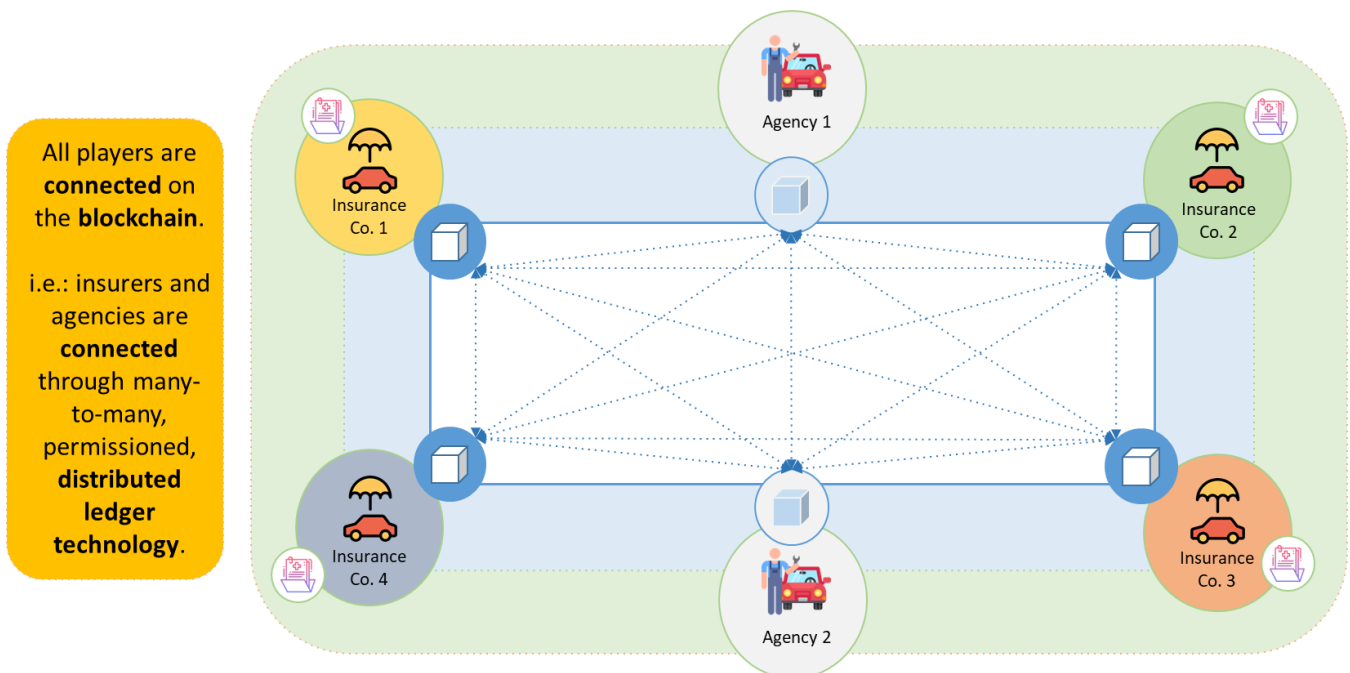 All players are
connected on
the blockchain.
i.e.: insurers and
agencies are
connected
through many-
to-many,
permissioned,
distributed
ledger
technology.
Agency 1
Insurance
Co. 1
Insurance
Co. 2
Insurance
Co. 4
Insurance
Co. 3
Agency 2